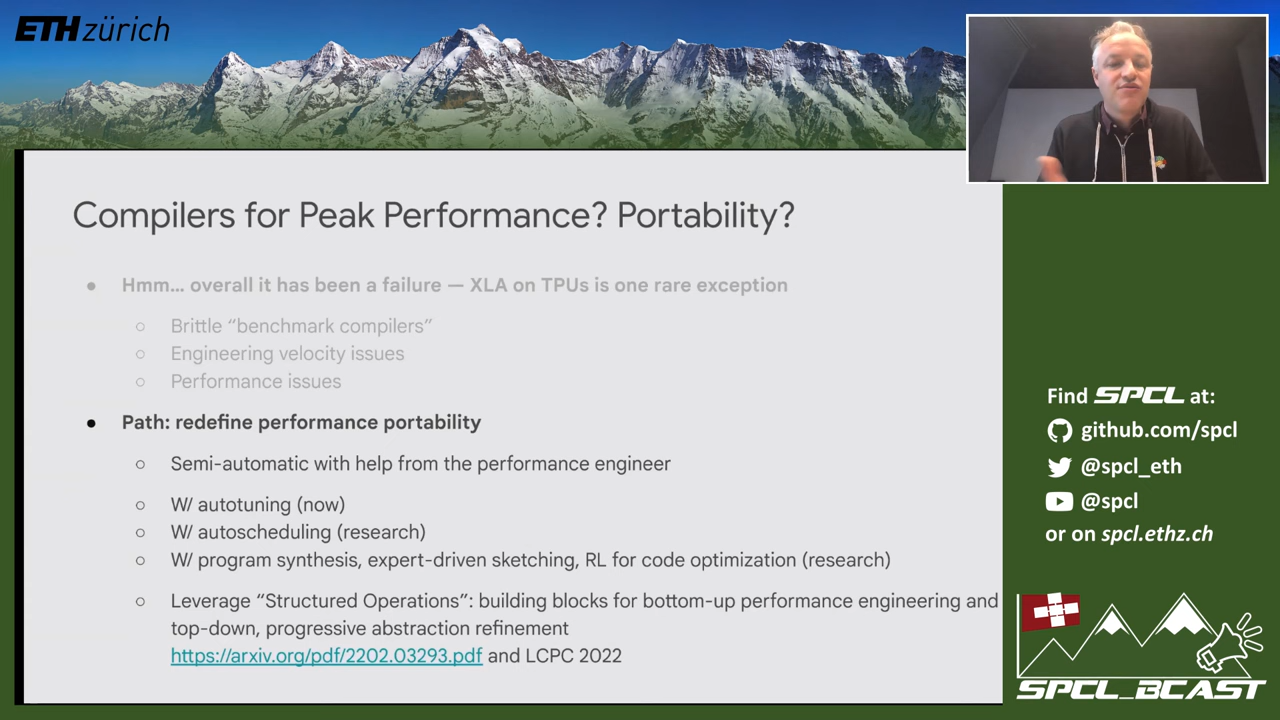 ETH zürich
Compilers for Peak Performance? Portability?
● Hmm… overall it has been a failure — XLA on TPUs is one rare exception
○ Brittle “benchmark compilers”
○ Engineering velocity issues
○ Performance issues
● Path: redefine performance portability
○ Semi-automatic with help from the performance engineer
○ W/ autotuning (now)
○ W/ autoscheduling (research)
○ W/ program synthesis, expert-driven sketching, RL for code optimization (research)
○ Leverage “Structured Operations”: building blocks for bottom-up performance engineering and
top-down, progressive abstraction refinement
https://arxiv.org/pdf/2202.03293.pdf and LCPC 2022
Find SPCL at:
github.com/spcl
@spcl_eth
@spcl
or on spcl.ethz.ch
SPCL_BCAST